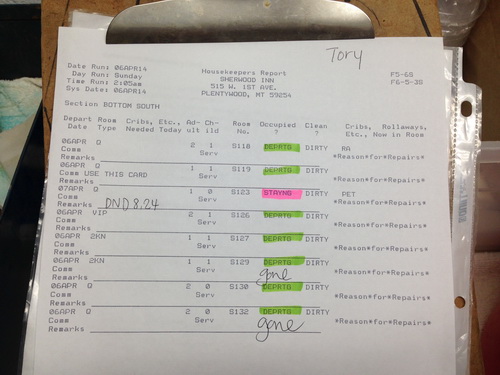 Tory
Date Run: 06APR14 Housekeepers Report F5-6S
Day Run: Sunday SHERWOOD INN F6-5-3S
Time Run: 2:05am 515 W. 1ST AVE.
Sys Date: 06APR14 PLENTYWOOD, MT 59254
Section BOTTOM SOUTH
Depart Room Cribs, Etc., Ad- Ch- Room Occupied Clean Cribs, Rollaways,
Date Type Needed Today ult ild No. ? ? Etc., Now in Room
06APR Q 2 1 S118 DEPRTG DIRTY RA
Comm Serv *Reason*for*Repairs*
Remarks
06APR Q 1 1 S119 DEPRTG DIRTY
Comm USE THIS CARD Serv *Reason*for*Repairs*
Remarks
07APR Q 1 0 S123 STAYNG DIRTY PET
Comm Serv *Reason*for*Repairs*
Remarks DND 8.24
06APR VIP 2 1 S126 DEPRTG DIRTY
Comm Serv *Reason*for*Repairs*
Remarks
06APR 2KN 1 1 S127 DEPRTG DIRTY
Comm Serv *Reason*for*Repairs*
Remarks
06APR 2KN 1 1 S129 DEPRTG DIRTY
Comm Serv gone *Reason*for*Repairs*
Remarks
06APR Q 2 0 S130 DEPRTG DIRTY
Comm Serv *Reason*for*Repairs*
Remarks
06APR Q 2 0 S132 DEPRTG DIRTY
Comm Serv gone *Reason*for*Repairs*
Remarks